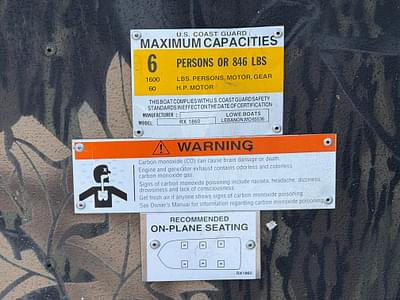 U.S. COAST GUARD
MAXIMUM CAPACITIES
6 PERSONS OR 846 LBS
1600 LBS. PERSONS, MOTOR, GEAR
60 H.P. MOTOR
THIS BOAT COMPLIES WITH U.S. COAST GUARD SAFETY
STANDARDS IN EFFECT ON THE DATE OF CERTIFICATION
MANUFACTURER: LOWE BOATS
LEBANON, MO 65536
MODEL: RX 1860
WARNING
Carbon monoxide (CO) can cause brain damage or death.
Engine and generator exhaust contains odorless and colorless
carbon monoxide gas.
Signs of carbon monoxide poisoning include nausea, headache, dizziness,
drowsiness and lack of consciousness.
Get fresh air if anyone shows signs of carbon monoxide poisoning.
See Owner's Manual for information regarding carbon monoxide poisoning.
RECOMMENDED
ON-PLANE SEATING
RX1860